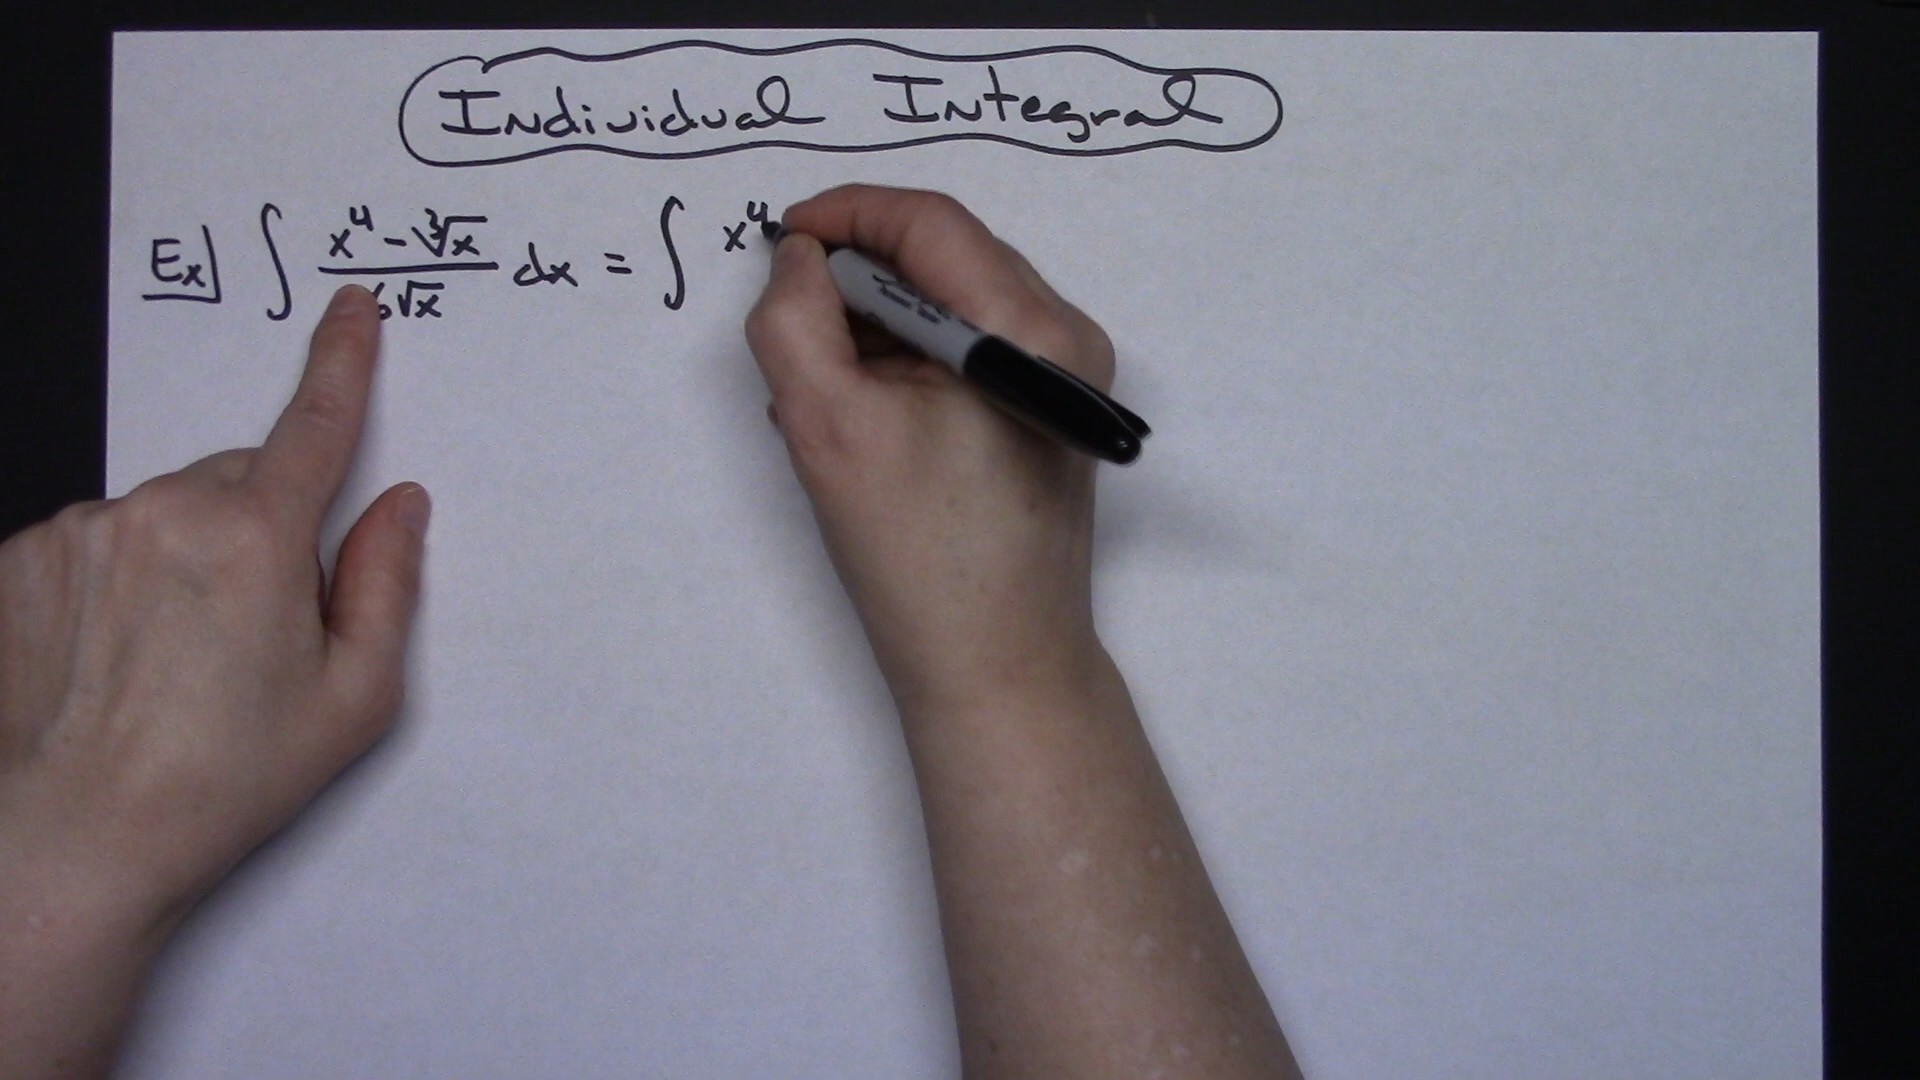 Individual Integral
Ex ∫ (x⁴ - ∛x)/(6√x) dx = ∫ x⁴